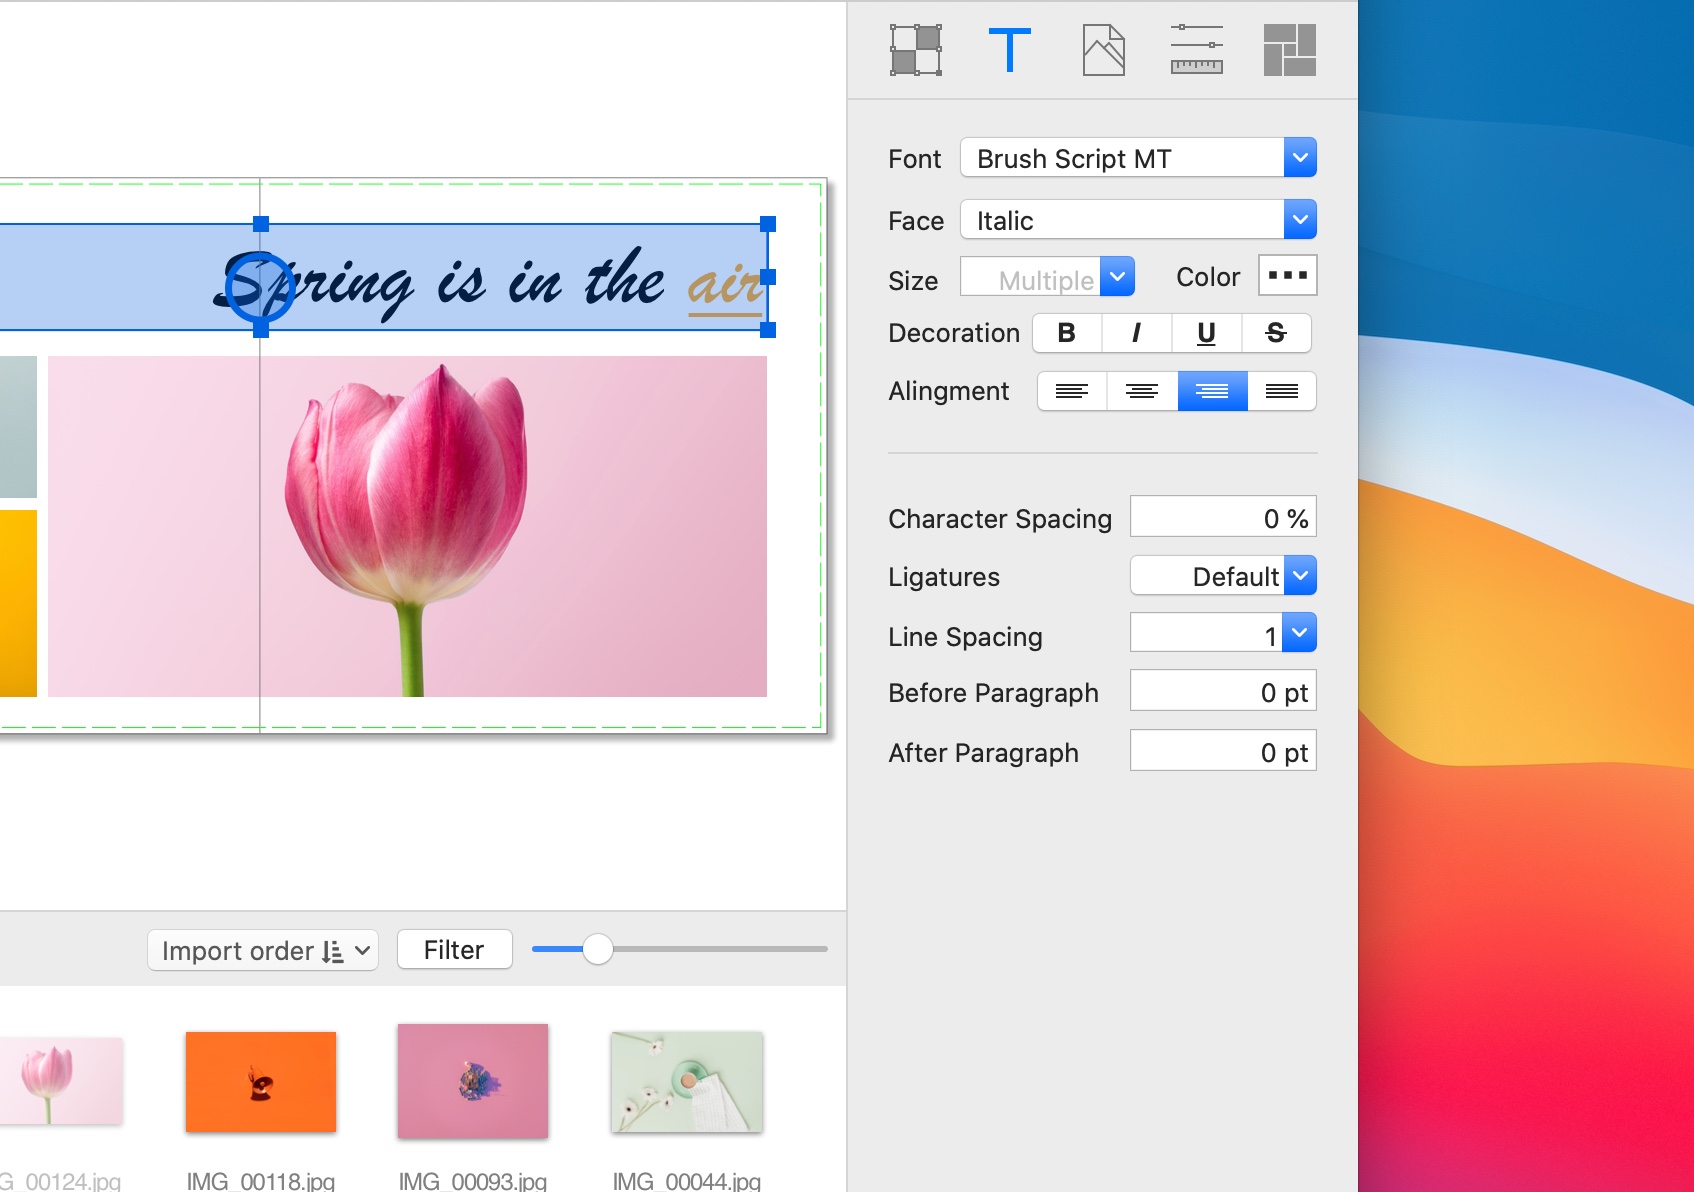 Spring is in the air
Font Brush Script MT
Face Italic
Size Multiple Color
Decoration B I U S
Alingment
Character Spacing 0 %
Ligatures Default
Line Spacing 1
Before Paragraph 0 pt
After Paragraph 0 pt
Import order Filter
G_00124.jpg IMG_00118.jpg IMG_00093.jpg IMG_00044.jpg